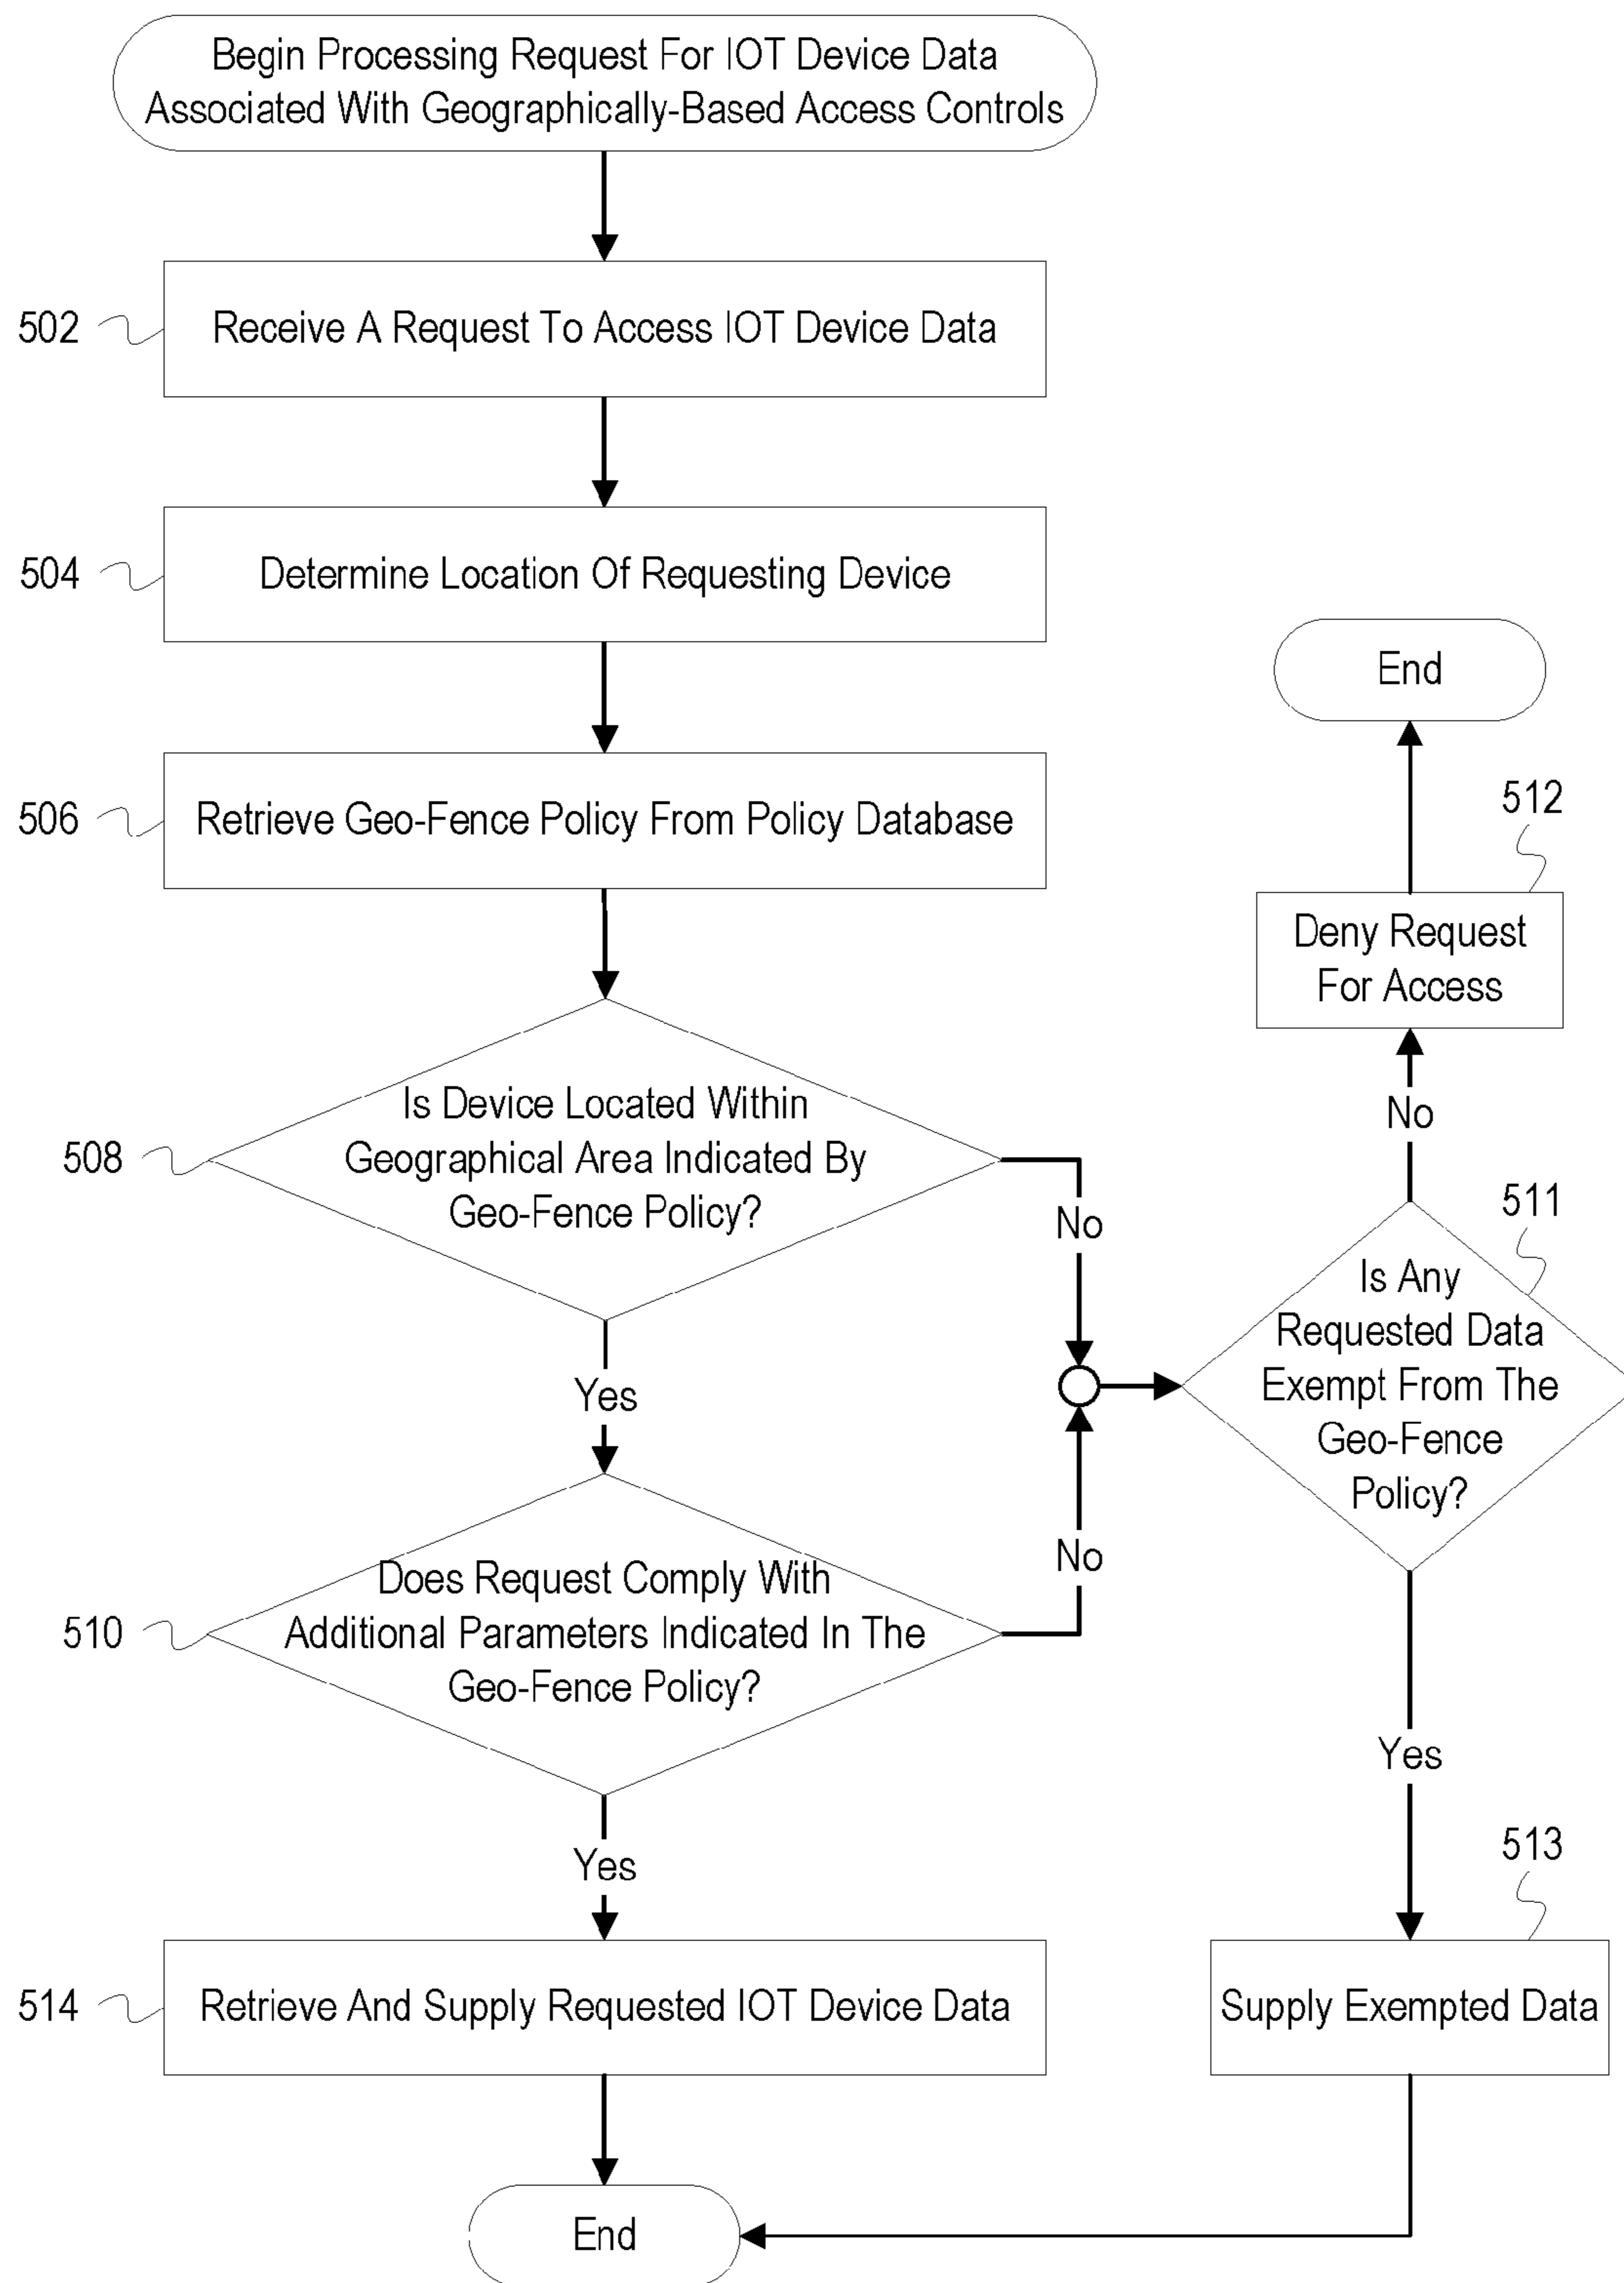 Begin Processing Request For IOT Device Data
Associated With Geographically-Based Access Controls
502
Receive A Request To Access IOT Device Data
504
Determine Location Of Requesting Device
506
Retrieve Geo-Fence Policy From Policy Database
508
Is Device Located Within
Geographical Area Indicated By
Geo-Fence Policy?
No
Yes
510
Does Request Comply With
Additional Parameters Indicated In The
Geo-Fence Policy?
No
Yes
514
Retrieve And Supply Requested IOT Device Data
End
511
Is Any
Requested Data
Exempt From The
Geo-Fence
Policy?
No
512
Deny Request
For Access
End
Yes
513
Supply Exempted Data